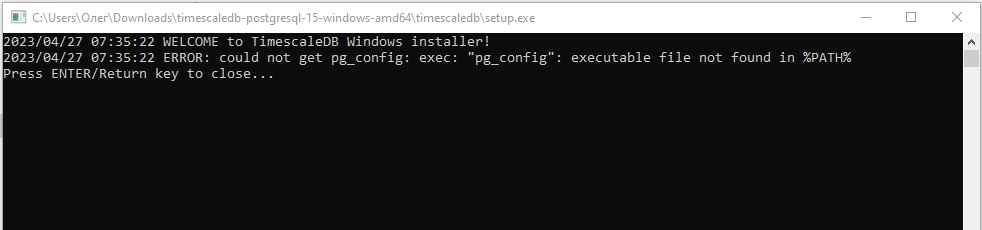 C:\Users\Олег\Downloads\timescaledb-postgresql-15-windows-amd64\timescaledb\setup.exe
2023/04/27 07:35:22 WELCOME to TimescaleDB Windows installer!
2023/04/27 07:35:22 ERROR: could not get pg_config: exec: "pg_config": executable file not found in %PATH%
Press ENTER/Return key to close...